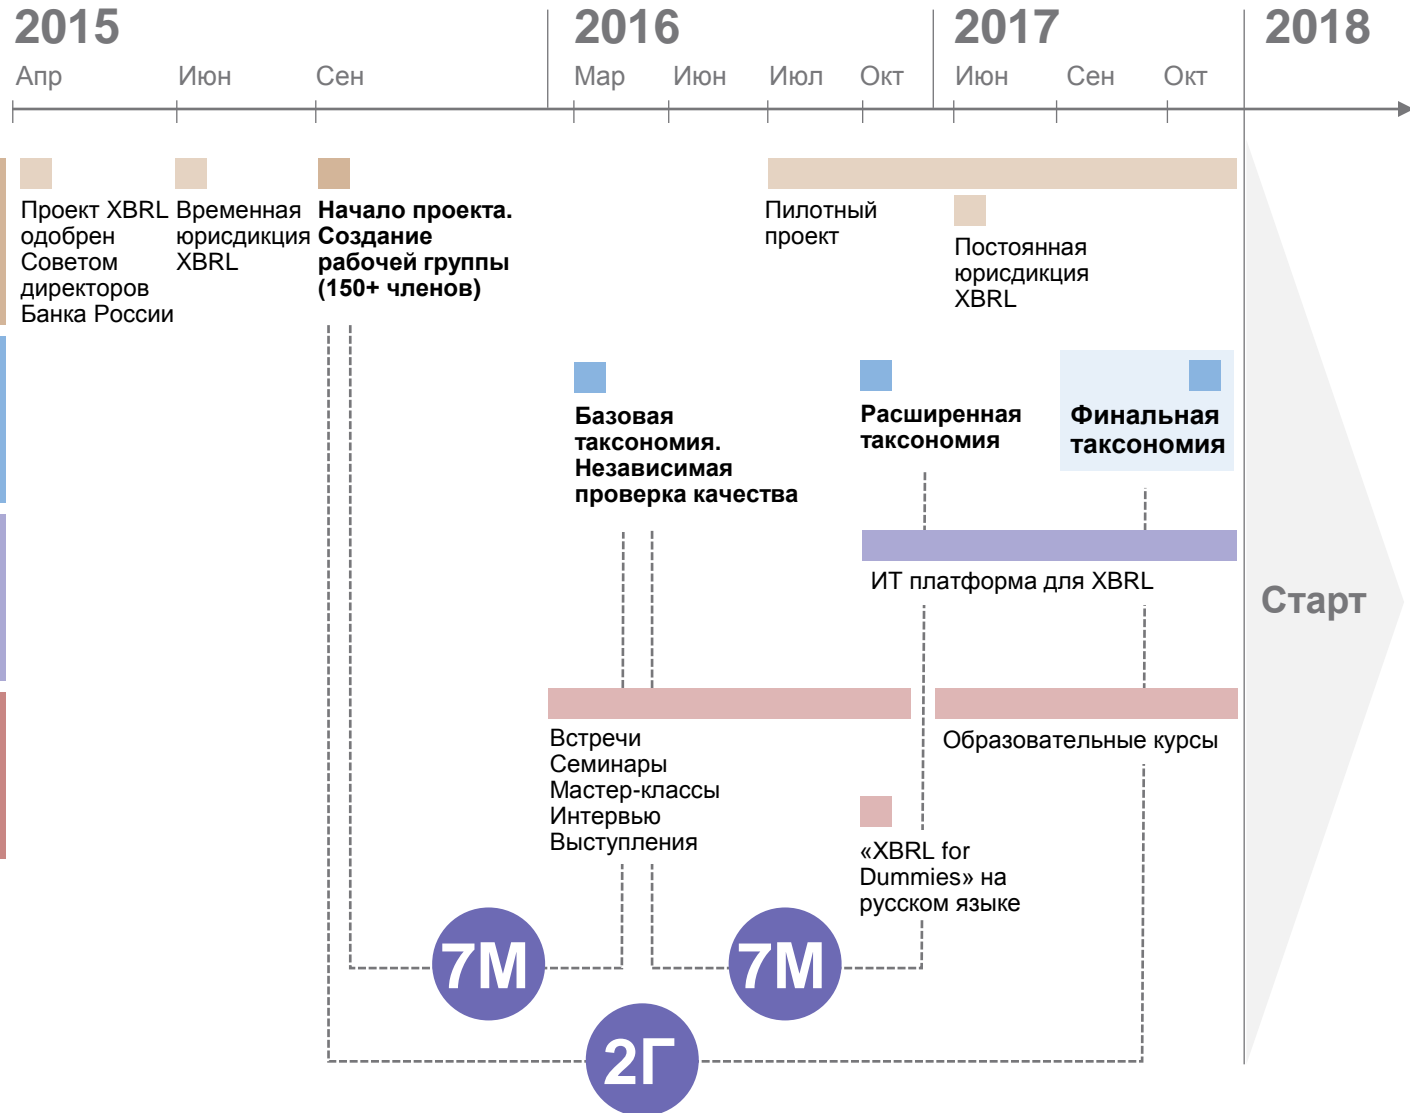 2015
2016
2017
2018
Апр
Июн
Сен
Мар
Июн
Июл
Окт
Июн
Сен
Окт
Проект XBRL
одобрен
Советом
директоров
Банка России
Временная
юрисдикция
XBRL
Начало проекта.
Создание
рабочей группы
(150+ членов)
Пилотный
проект
Постоянная
юрисдикция
XBRL
Базовая
таксономия.
Независимая
проверка качества
Расширенная
таксономия
Финальная
таксономия
ИТ платформа для XBRL
Старт
Встречи
Семинары
Мастер-классы
Интервью
Выступления
Образовательные курсы
«XBRL for
Dummies» на
русском языке
7М
7М
2Г